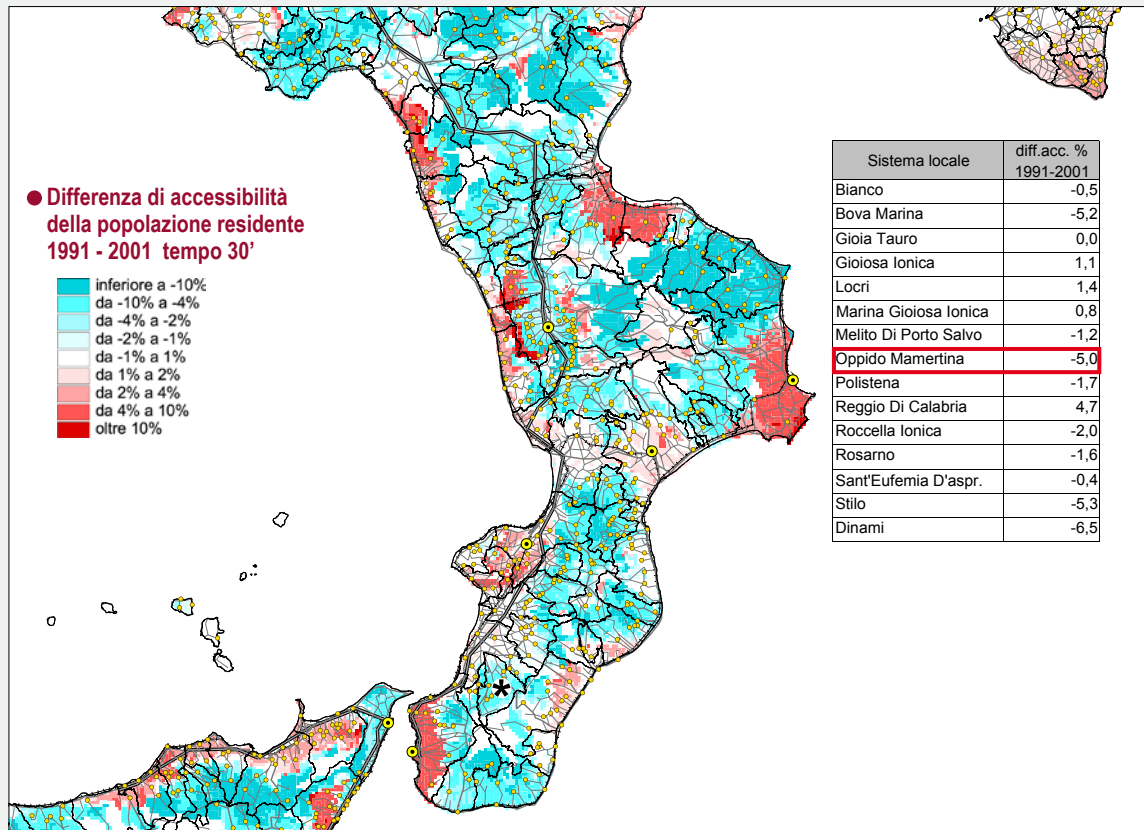 ● Differenza di accessibilità
della popolazione residente
1991 - 2001 tempo 30’
inferiore a -10%
da -10% a -4%
da -4% a -2%
da -2% a -1%
da -1% a 1%
da 1% a 2%
da 2% a 4%
da 4% a 10%
oltre 10%
*
Sistema locale diff.acc. %
1991-2001
Bianco -0,5
Bova Marina -5,2
Gioia Tauro 0,0
Gioiosa Ionica 1,1
Locri 1,4
Marina Gioiosa Ionica 0,8
Melito Di Porto Salvo -1,2
Oppido Mamertina -5,0
Polistena -1,7
Reggio Di Calabria 4,7
Roccella Ionica -2,0
Rosarno -1,6
Sant'Eufemia D'aspr. -0,4
Stilo -5,3
Dinami -6,5